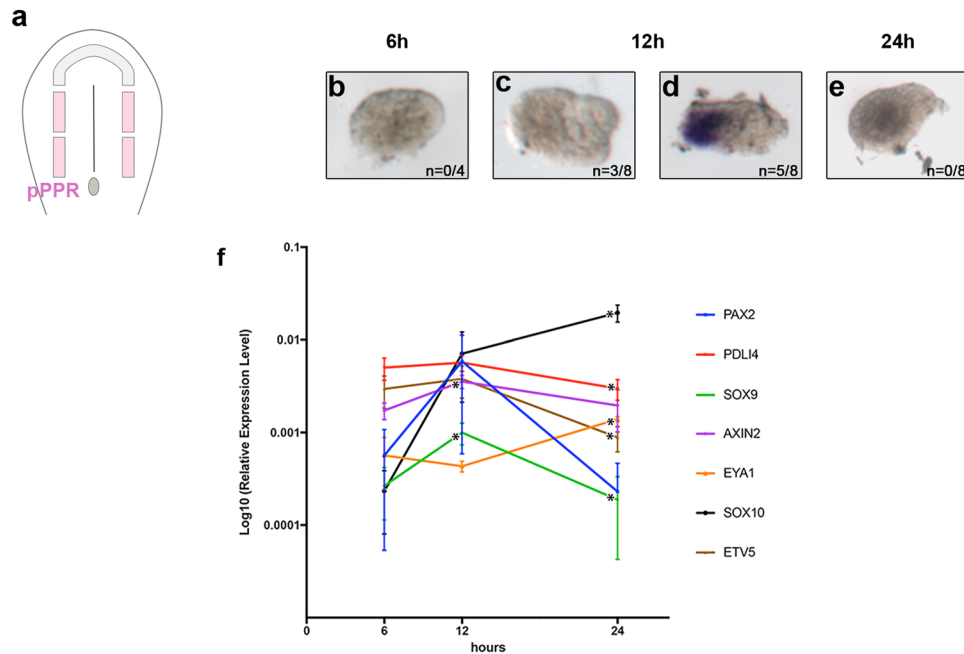 a
pPPR
6h
12h
24h
b
n=0/4
c
n=3/8
d
n=5/8
e
n=0/8
f
Log10 (Relative Expression Level)
0.1
0.01
0.001
0.0001
0
6
12
24
hours
*
*
*
*
*
*
*
PAX2
PDLI4
SOX9
AXIN2
EYA1
SOX10
ETV5